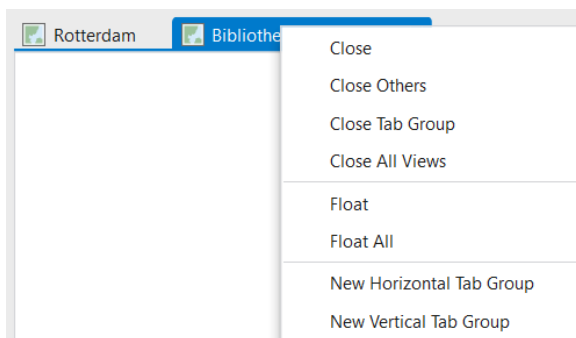 Rotterdam
Close
Close Others
Close Tab Group
Close All Views
Float
Float All
New Horizontal Tab Group
New Vertical Tab Group